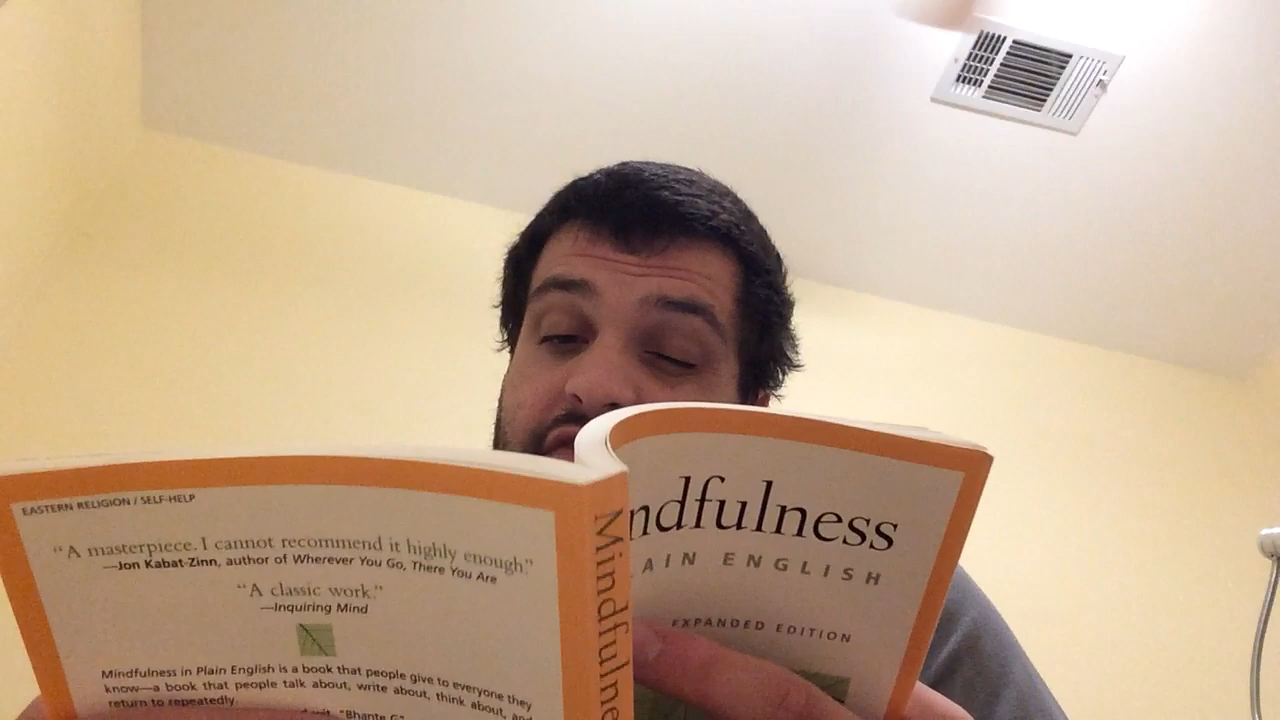 EASTERN RELIGION / SELF-HELP
“A masterpiece. I cannot recommend it highly enough.”
—Jon Kabat-Zinn, author of Wherever You Go, There You Are
“A classic work.”
—Inquiring Mind
Mindfulness in Plain English is a book that people give to everyone they
know—a book that people talk about, write about, think about, and
return to repeatedly.
"Bhante G"
Mindfulne
ndfulness
AIN ENGLISH
EXPANDED EDITION